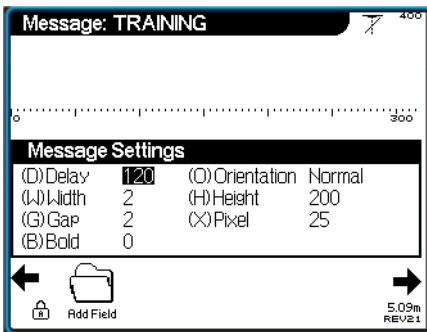 Message: TRAINING
400
0
300
Message Settings
(D) Delay 120 (O) Orientation Normal
(W) Width 2 (H) Height 200
(G) Gap 2 (X) Pixel 25
(B) Bold 0
Add Field
5.09m
REV21